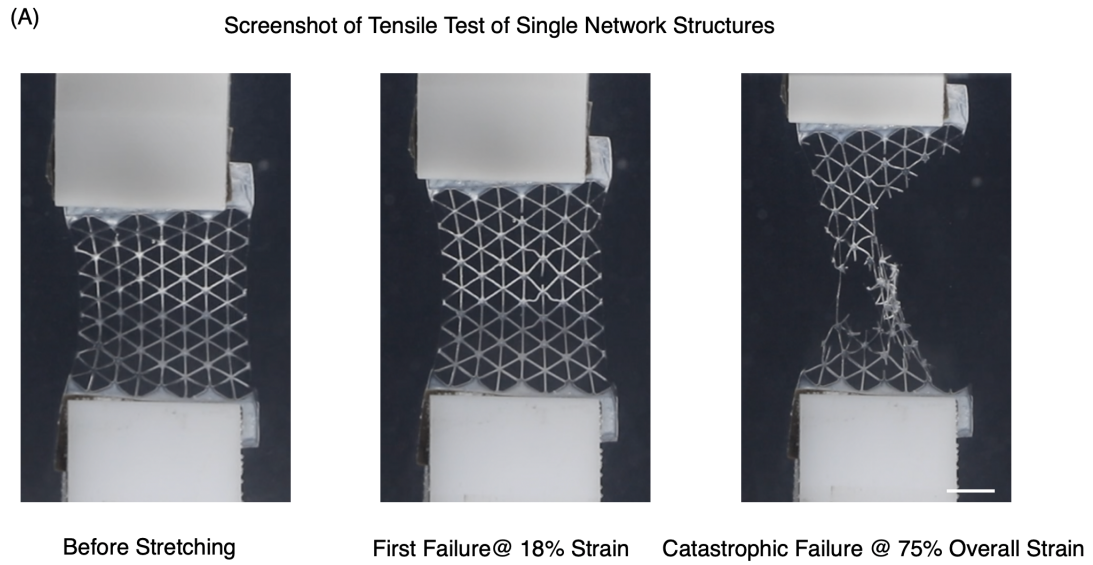 (A)
Screenshot of Tensile Test of Single Network Structures
Before Stretching
First Failure@ 18% Strain
Catastrophic Failure @ 75% Overall Strain